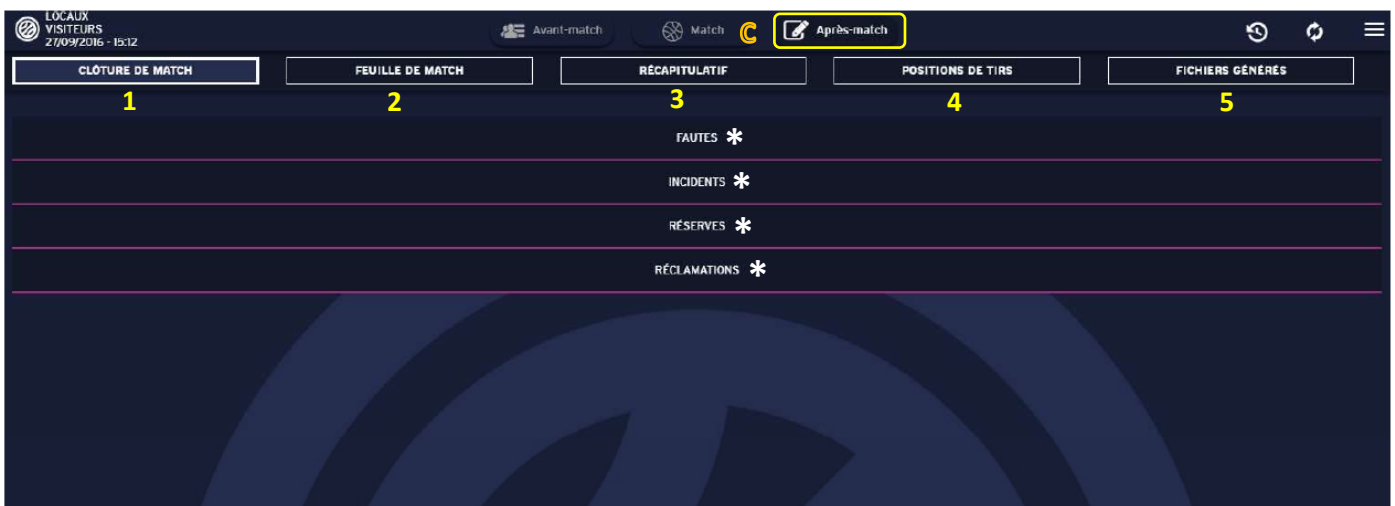 LOCAUX
VISITEURS
27/09/2016 - 15:12
Avant-match Match C Après-match
CLÔTURE DE MATCH FEUILLE DE MATCH RÉCAPITULATIF POSITIONS DE TIRS FICHIERS GÉNÉRÉS
1 2 3 4 5
FAUTES *
INCIDENTS *
RÉSERVES *
RÉCLAMATIONS *